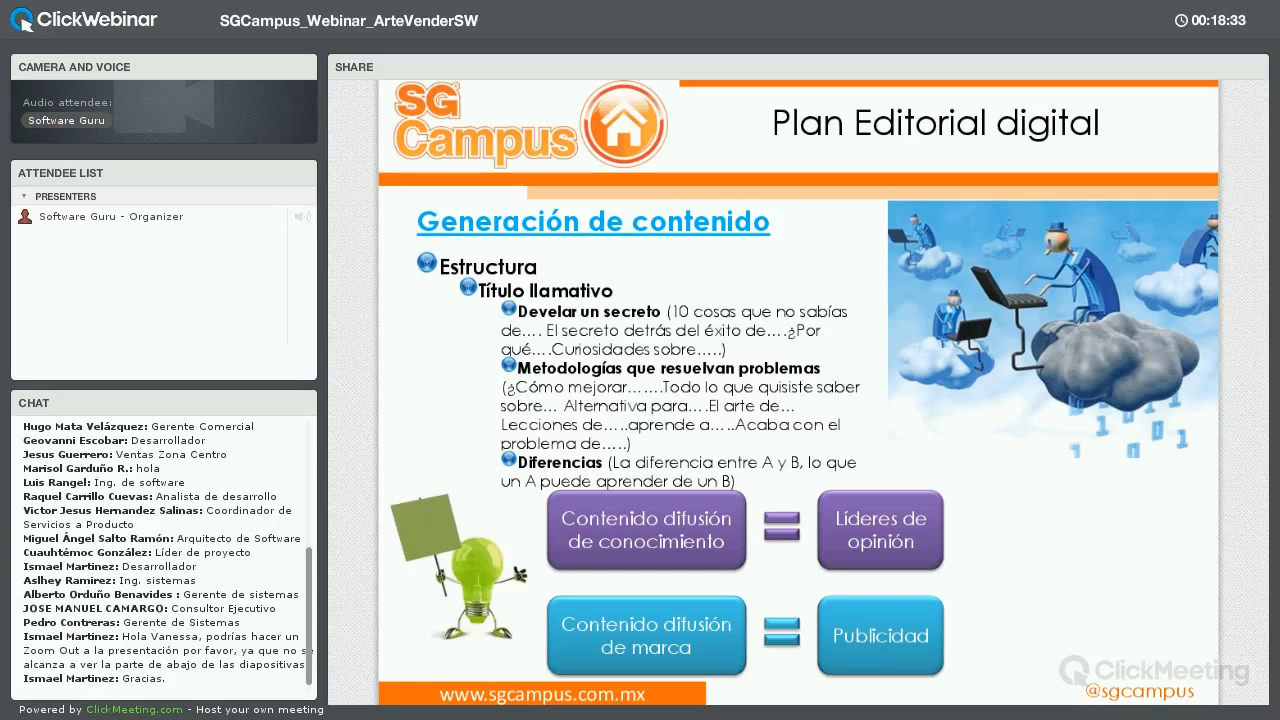 ClickWebinar
SGCampus_Webinar_ArteVenderSW
00:18:33
CAMERA AND VOICE
Audio attendee:
Software Guru
ATTENDEE LIST
PRESENTERS
Software Guru - Organizer
CHAT
Hugo Mata Velázquez: Gerente Comercial
Geovanni Escobar: Desarrollador
Jesus Guerrero: Ventas Zona Centro
Marisol Garduño R.: hola
Luis Rangel: Ing. de software
Raquel Carrillo Cuevas: Analista de desarrollo
Victor Jesus Hernandez Salinas: Coordinador de
Servicios a Producto
Miguel Ángel Salto Ramón: Arquitecto de Software
Cuauhtémoc González: Líder de proyecto
Ismael Martinez: Desarrollador
Aslhey Ramirez: Ing. sistemas
Alberto Orduño Benavides : Gerente de sistemas
JOSE MANUEL CAMARGO: Consultor Ejecutivo
Pedro Contreras: Gerente de Sistemas
Ismael Martinez: Hola Vanessa, podrías hacer un
Zoom Out a la presentación por favor, ya que no se
alcanza a ver la parte de abajo de las diapositivas
Ismael Martinez: Gracias.
Powered by ClickMeeting.com - Host your own meeting
SHARE
SG
Campus
Plan Editorial digital
Generación de contenido
Estructura
Título llamativo
Develar un secreto (10 cosas que no sabías
de.... El secreto detrás del éxito de....¿Por
qué....Curiosidades sobre.....)
Metodologías que resuelvan problemas
(¿Cómo mejorar.......Todo lo que quisiste saber
sobre... Alternativa para....El arte de...
Lecciones de.....aprende a.....Acaba con el
problema de.....)
Diferencias (La diferencia entre A y B, lo que
un A puede aprender de un B)
Contenido difusión
de conocimiento
Líderes de
opinión
Contenido difusión
de marca
Publicidad
www.sgcampus.com.mx
ClickMeeting
@sgcampus